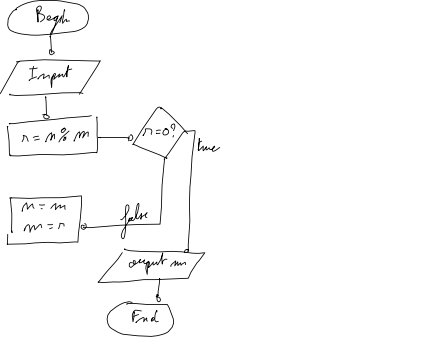 Begin
Input
r = n % m
r=0?
true
n = m
m = r
false
output m
End